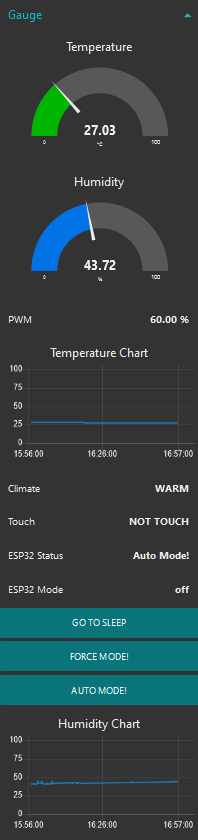 Gauge
Temperature
27.03
0 °C 100
Humidity
43.72
0 % 100
PWM 60.00 %
Temperature Chart
100
75
50
25
0
15:56:00 16:26:00 16:57:00
Climate WARM
Touch NOT TOUCH
ESP32 Status Auto Mode!
ESP32 Mode off
GO TO SLEEP
FORCE MODE!
AUTO MODE!
Humidity Chart
100
75
50
25
0
15:56:00 16:26:00 16:57:00